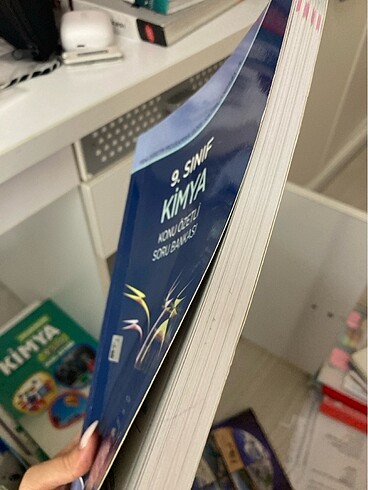 9. SINIF
KİMYA
KONU ÖZETLİ
SORU BANKASI
KİMYA